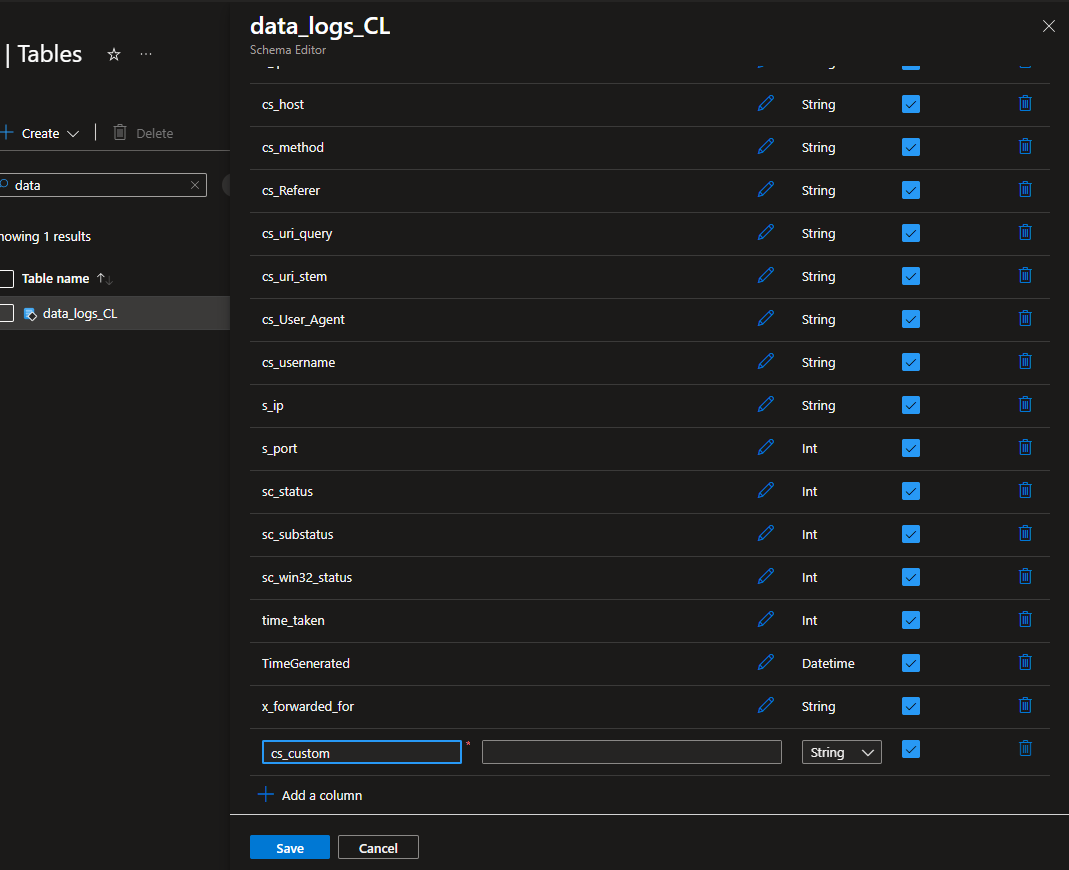 data_logs_CL
Schema Editor
| Tables
Create
Delete
data
howing 1 results
Table name
data_logs_CL
cs_host String
cs_method String
cs_Referer String
cs_uri_query String
cs_uri_stem String
cs_User_Agent String
cs_username String
s_ip String
s_port Int
sc_status Int
sc_substatus Int
sc_win32_status Int
time_taken Int
TimeGenerated Datetime
x_forwarded_for String
cs_custom * String
Add a column
Save Cancel